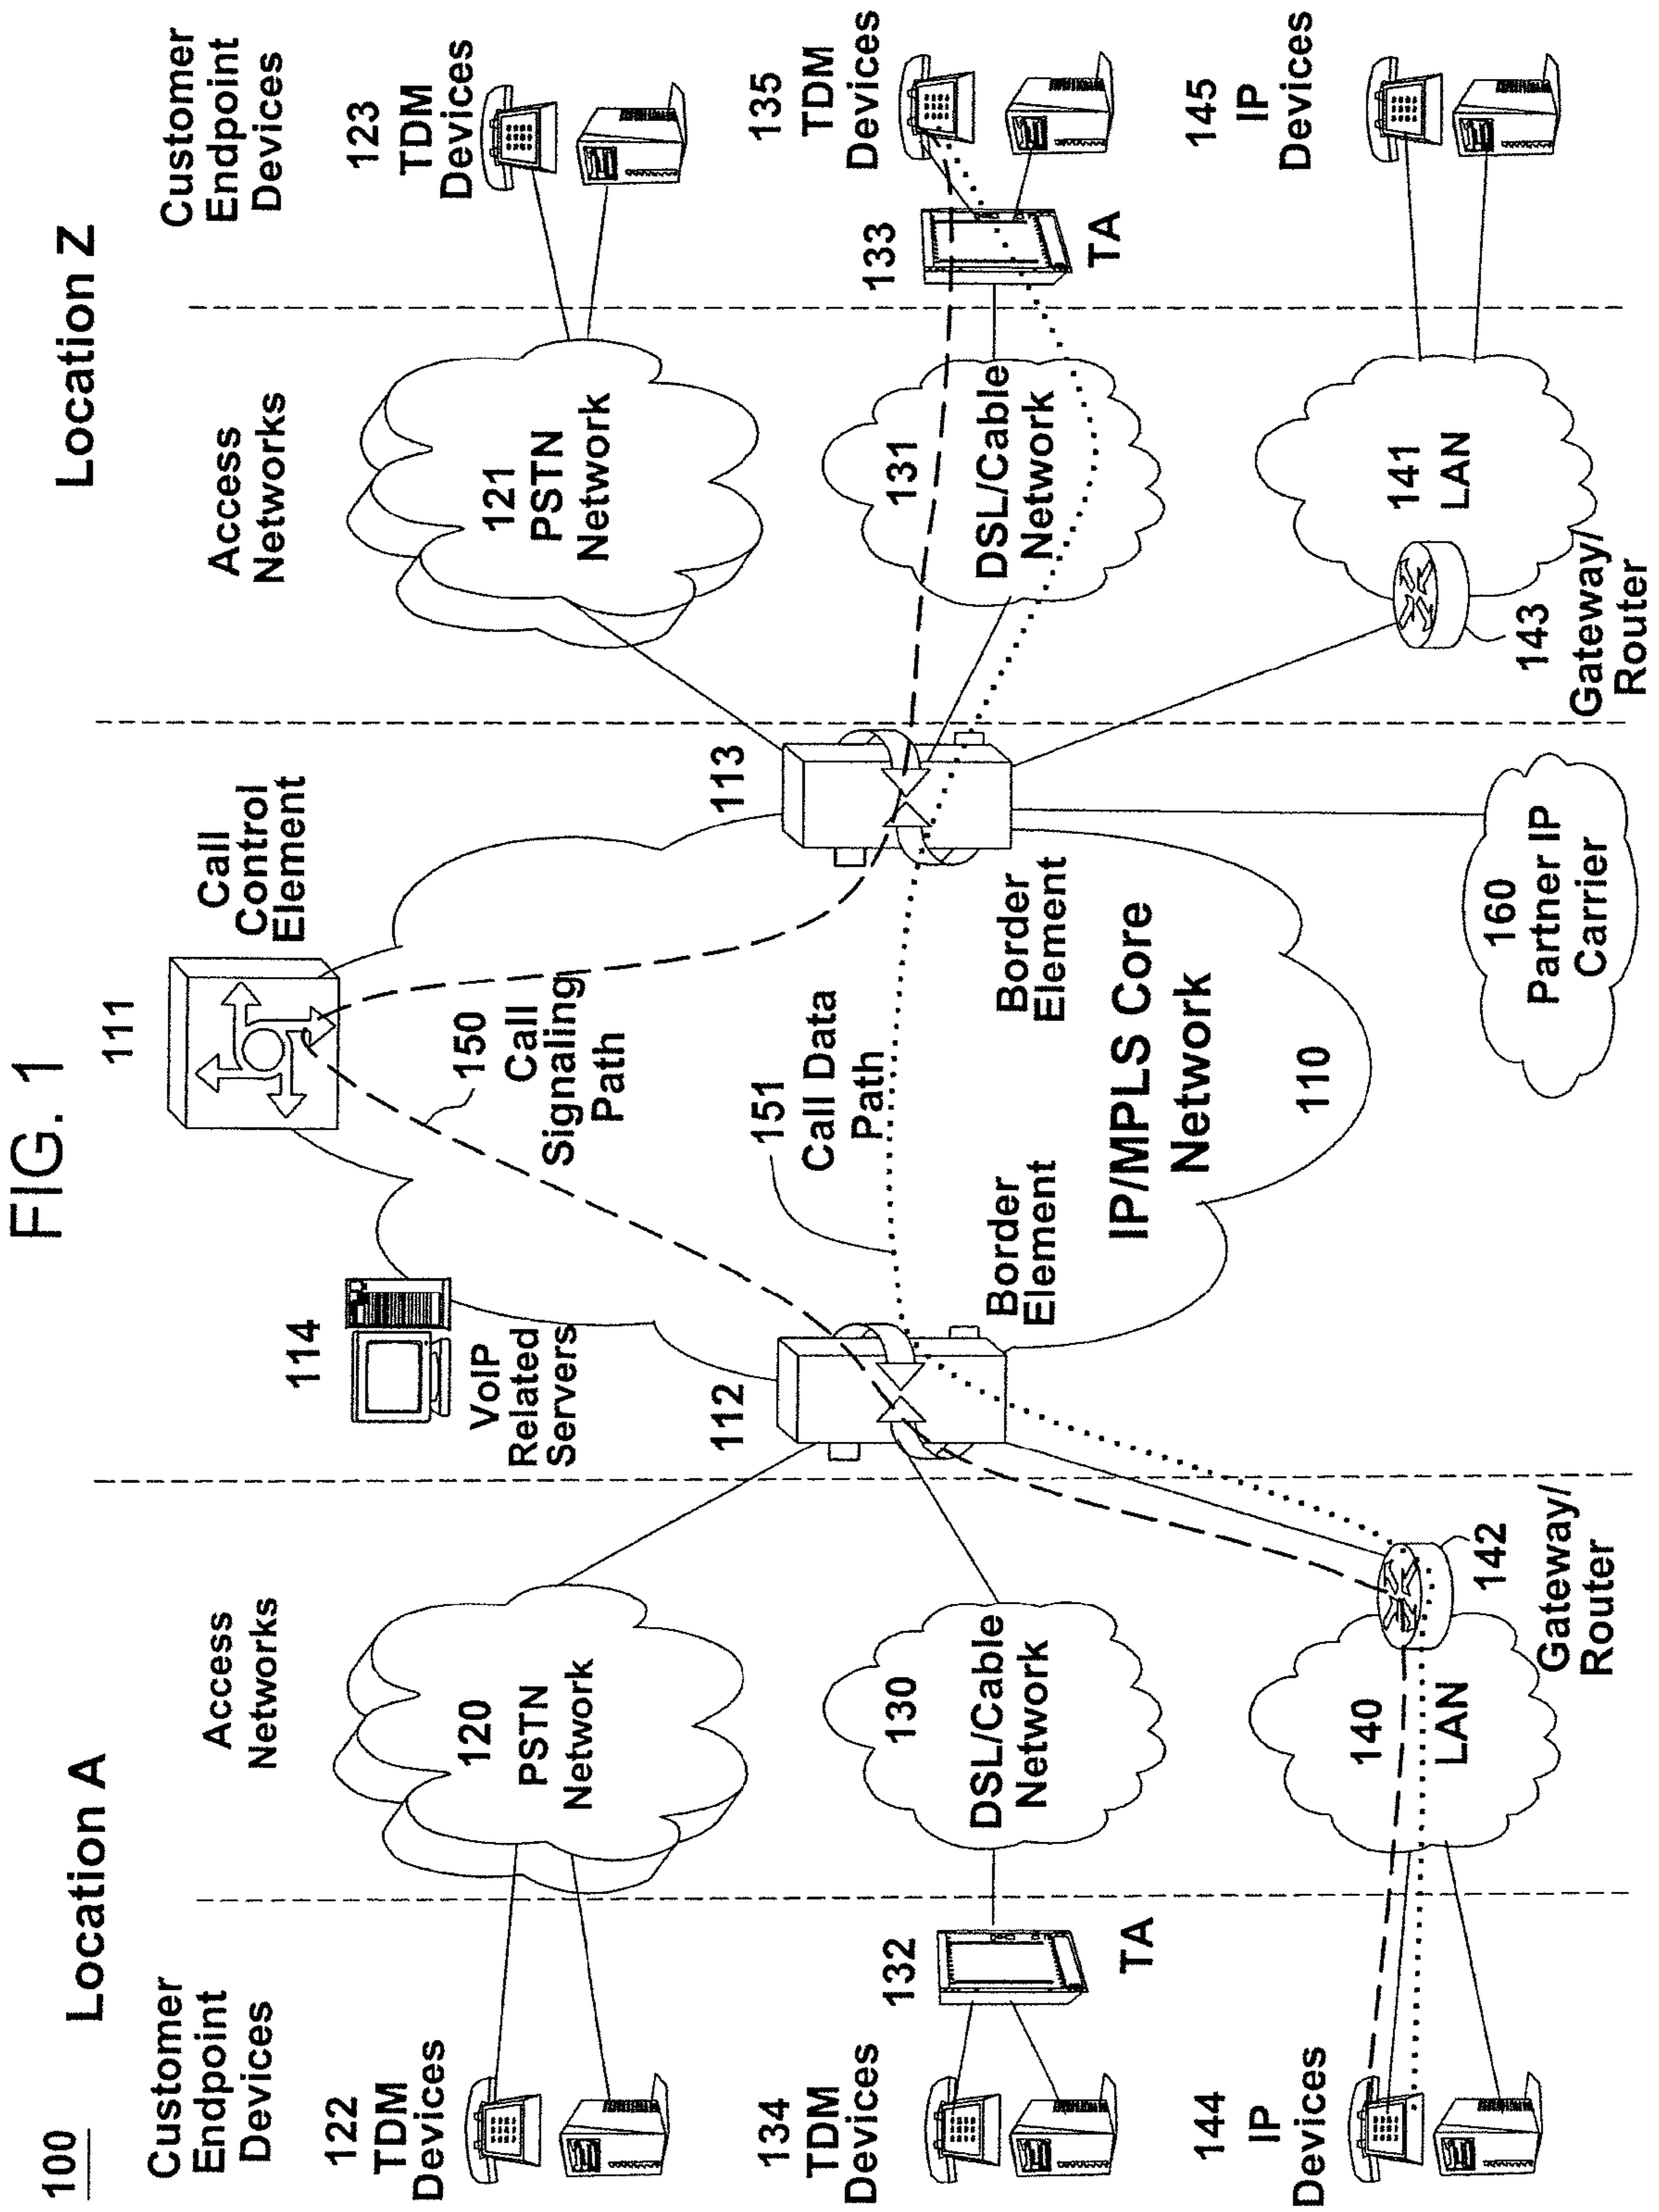 FIG. 1
100
Location A
Location Z
Customer
Endpoint
Devices
Access
Networks
114
VoIP
Related
Servers
111
Call
Control
Element
Access
Networks
Customer
Endpoint
Devices
122
TDM
Devices
120
PSTN
Network
150
Call
Signaling
Path
121
PSTN
Network
123
TDM
Devices
134
TDM
Devices
132
TA
130
DSL/Cable
Network
112
Border
Element
151
Call Data
Path
113
Border
Element
131
DSL/Cable
Network
133
TA
135
TDM
Devices
IP/MPLS Core
Network
110
144
IP
Devices
140
LAN
142
Gateway/
Router
160
Partner IP
Carrier
143
Gateway/
Router
141
LAN
145
IP
Devices